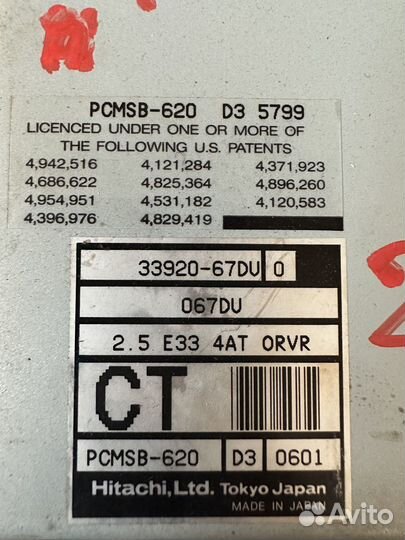 PCMSB-620 D3 5799
LICENCED UNDER ONE OR MORE OF
THE FOLLOWING U.S. PATENTS
4,942,516 4,121,284 4,371,923
4,686,622 4,825,364 4,896,260
4,954,951 4,531,182 4,120,583
4,396,976 4,829,419
33920-67DV 0
067DV
2.5 E33 4AT ORVR
CT
PCMSB-620 D3 0601
Hitachi,Ltd. Tokyo Japan
MADE IN JAPAN
Avito